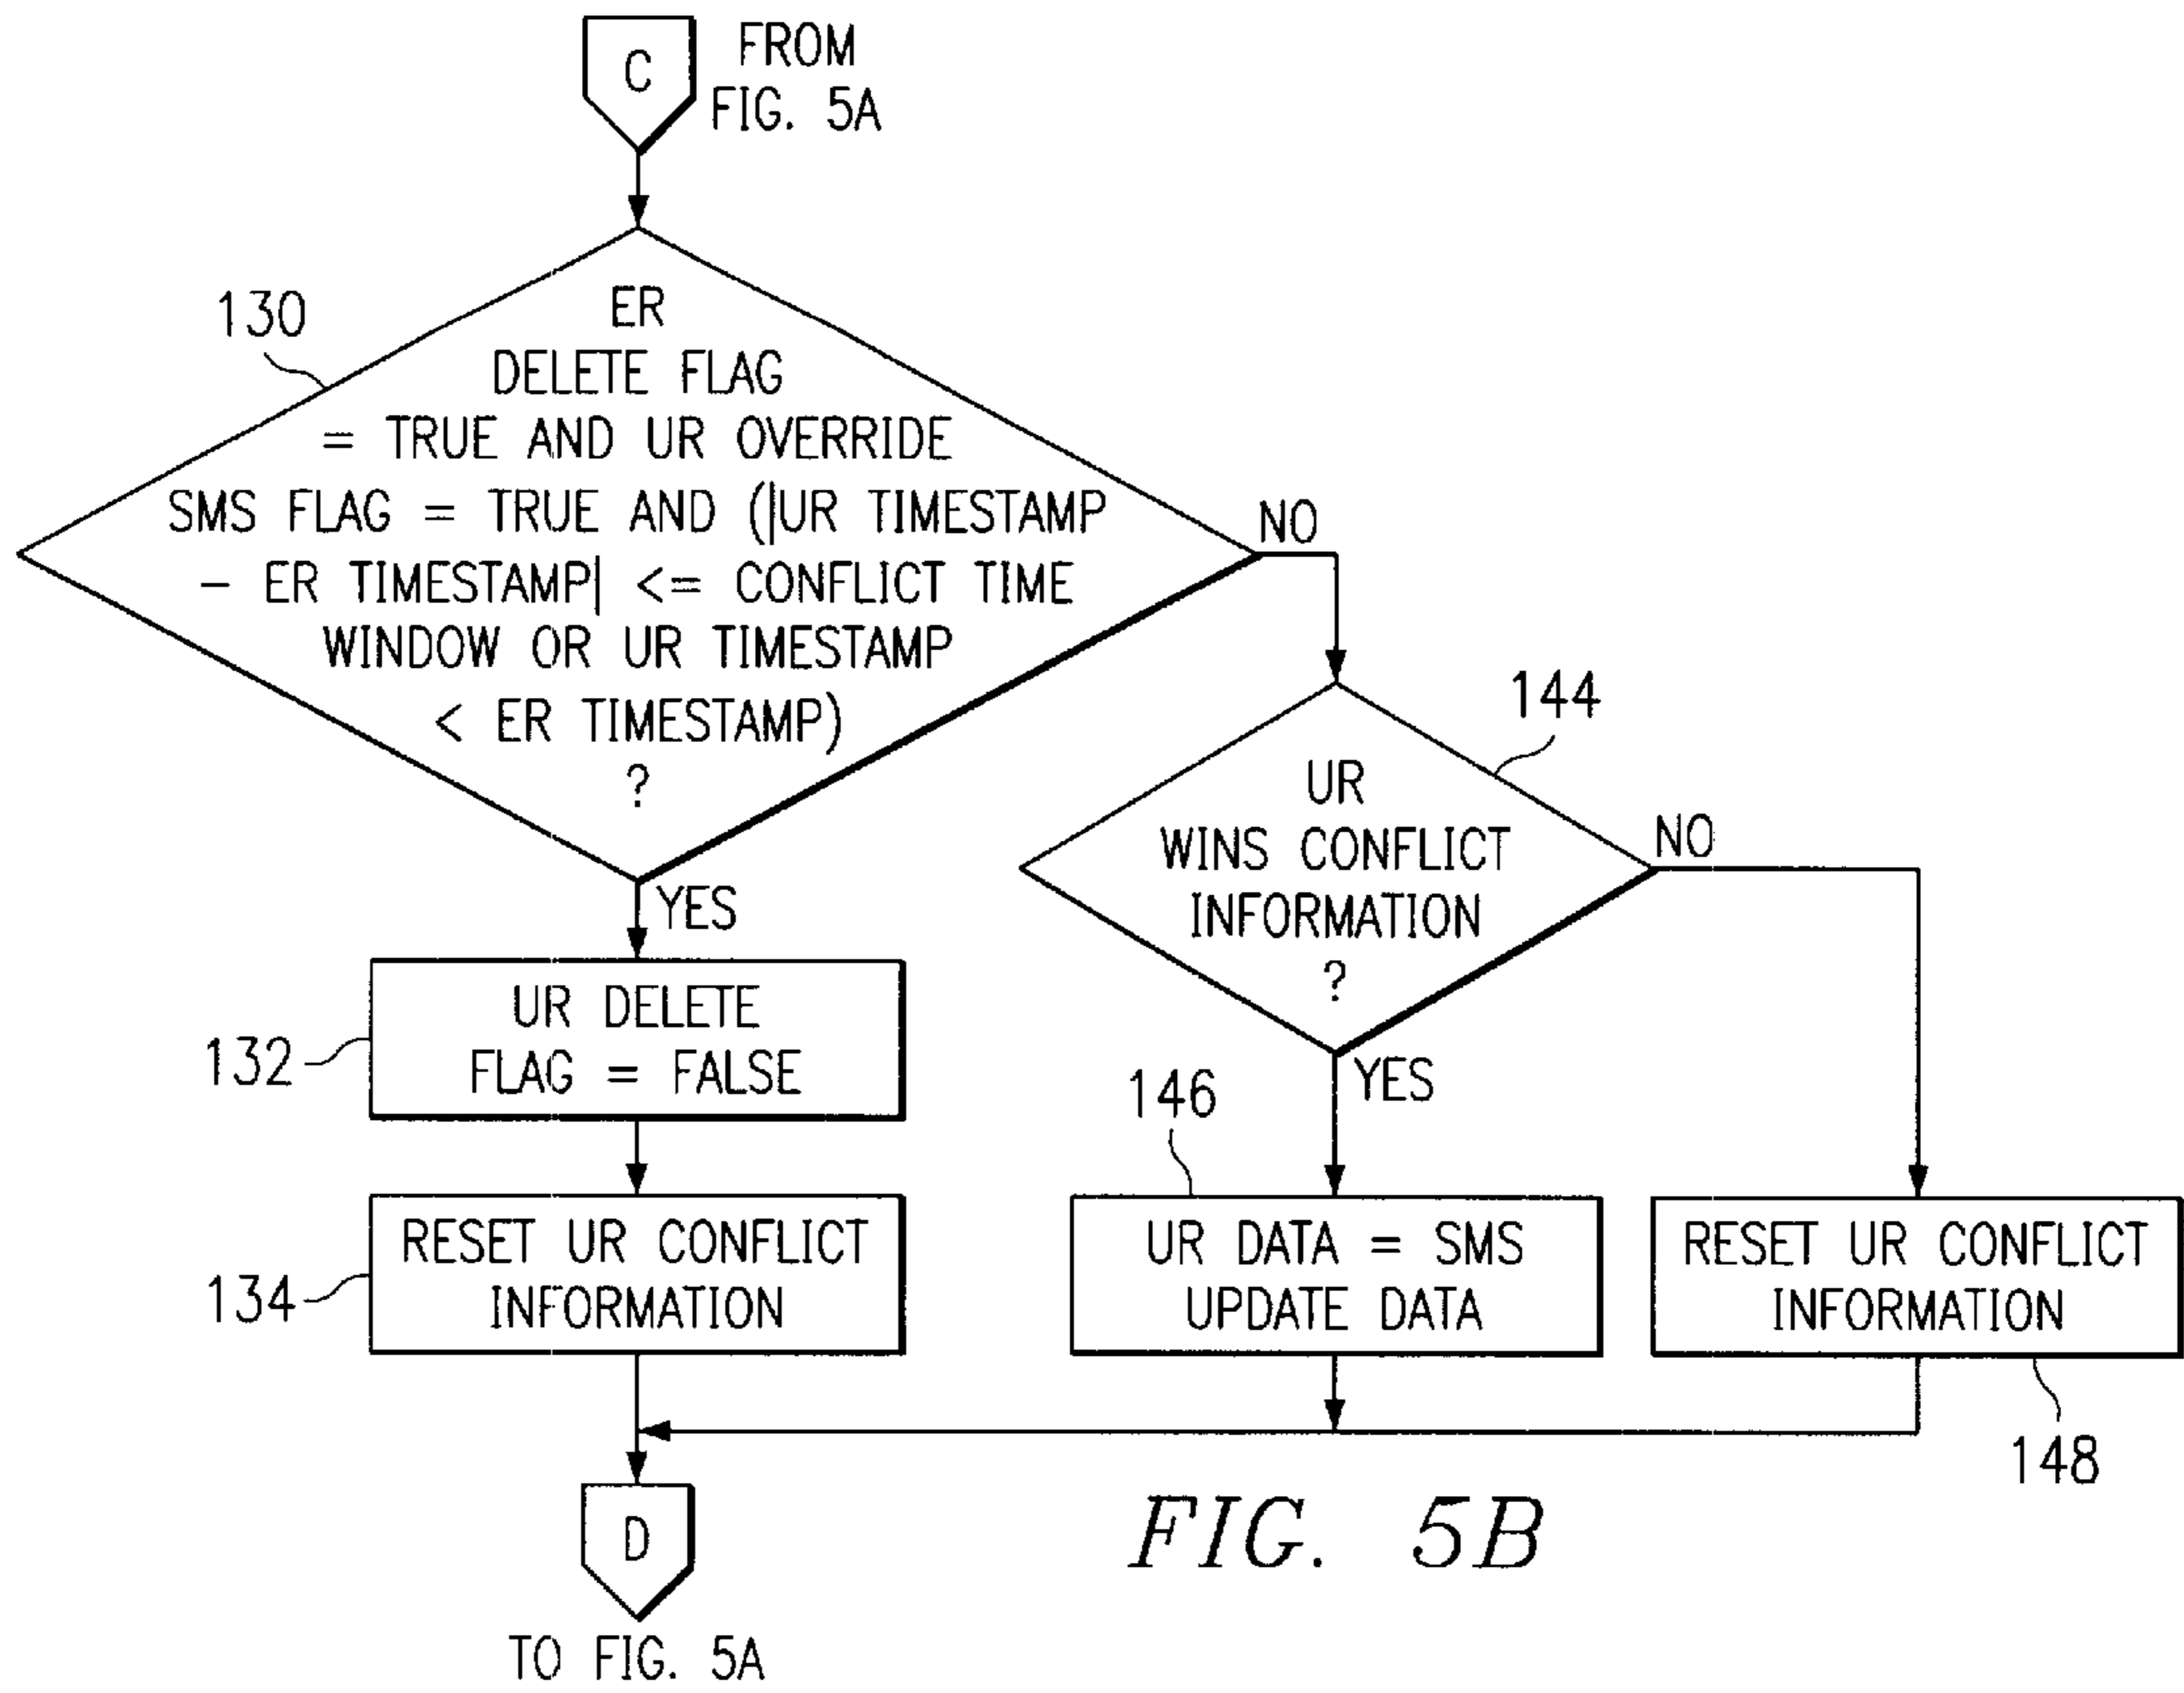 C
FROM
FIG. 5A
130
ER
DELETE FLAG
= TRUE AND UR OVERRIDE
SMS FLAG = TRUE AND (|UR TIMESTAMP
- ER TIMESTAMP| <= CONFLICT TIME
WINDOW OR UR TIMESTAMP
< ER TIMESTAMP)
?
NO
YES
144
UR
WINS CONFLICT
INFORMATION
?
NO
YES
132
UR DELETE
FLAG = FALSE
134
RESET UR CONFLICT
INFORMATION
146
UR DATA = SMS
UPDATE DATA
RESET UR CONFLICT
INFORMATION
148
D
TO FIG. 5A
FIG. 5B